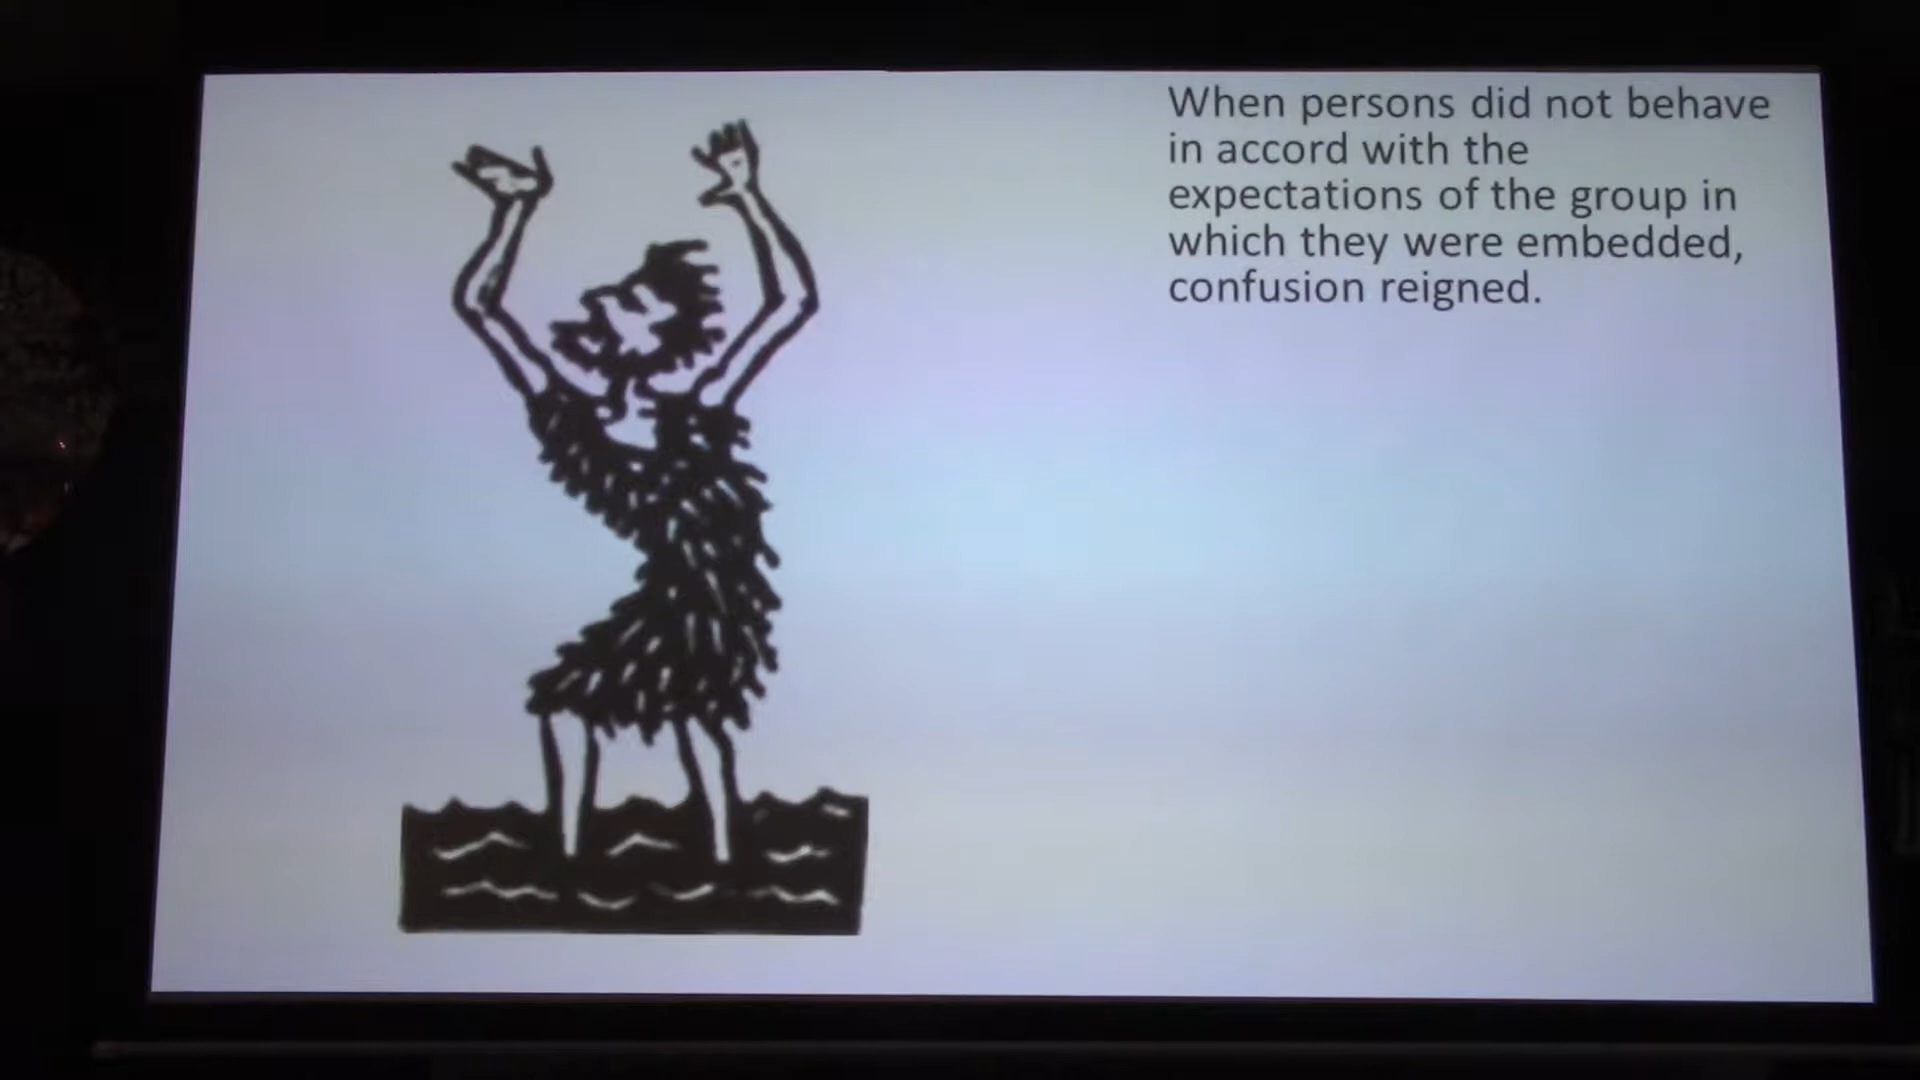 When persons did not behave
in accord with the
expectations of the group in
which they were embedded,
confusion reigned.